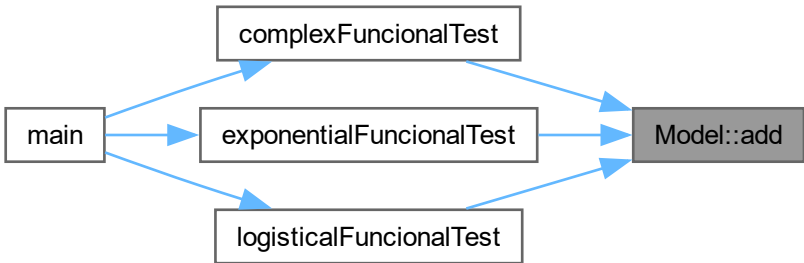 complexFuncionalTest
main
exponentialFuncionalTest
Model::add
logisticalFuncionalTest